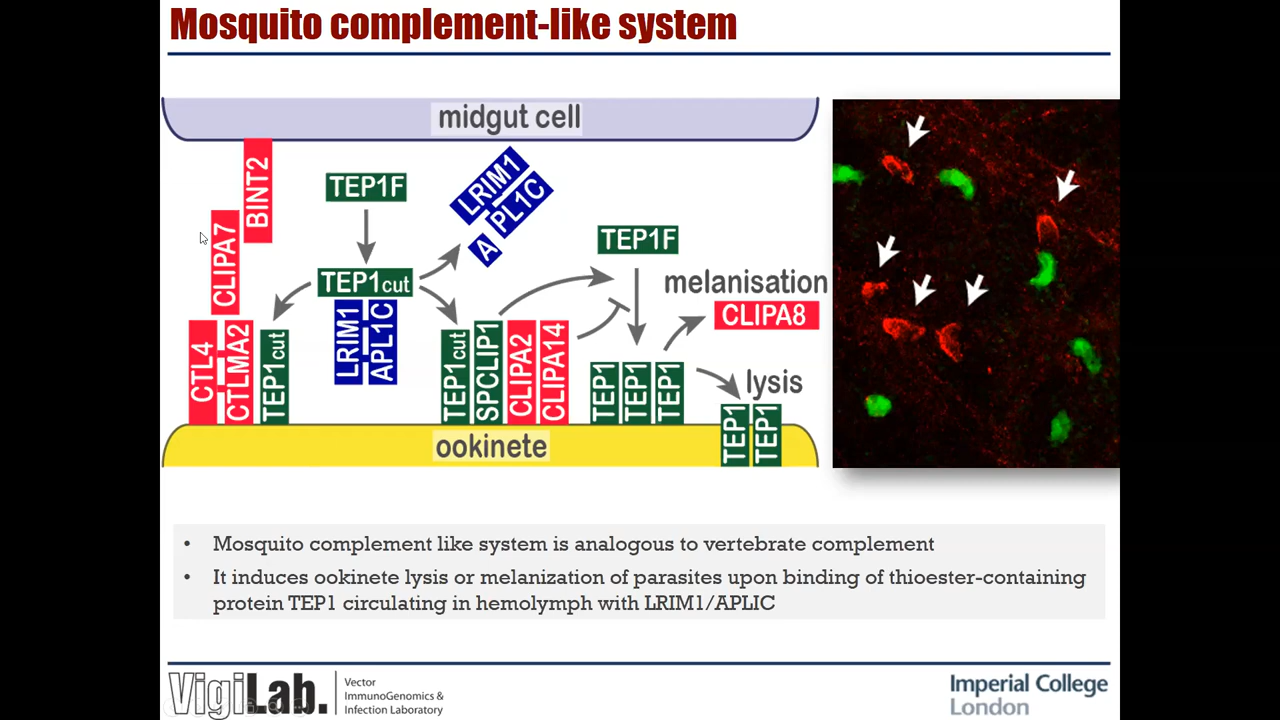 Mosquito complement-like system
midgut cell
BINT2
CLIPA7
TEP1F
LRIM1
APL1C
TEP1F
TEP1cut
melanisation
CLIPA8
CTL4
CTLMA2
TEP1cut
LRIM1
APL1C
TEP1cut
SPCLIP1
CLIPA2
CLIPA14
TEP1
TEP1
TEP1
lysis
TEP1
TEP1
ookinete
• Mosquito complement like system is analogous to vertebrate complement
• It induces ookinete lysis or melanization of parasites upon binding of thioester-containing
protein TEP1 circulating in hemolymph with LRIM1/APLIC
VigiLab.
Vector
ImmunoGenomics &
Infection Laboratory
Imperial College
London